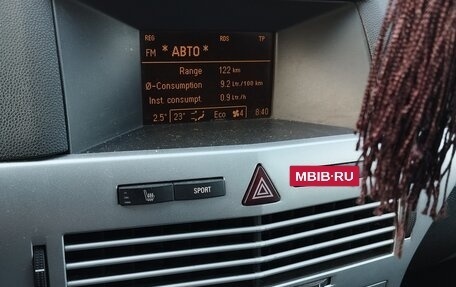 REG RDS TP
FM * АВТО *
Range 122 km
Ø-Consumption 9.2 Ltr/100 km
Inst consumpt. 0.9 Ltr/h
2.5° 23° Eco 4 8:40
SPORT
MBIB·RU